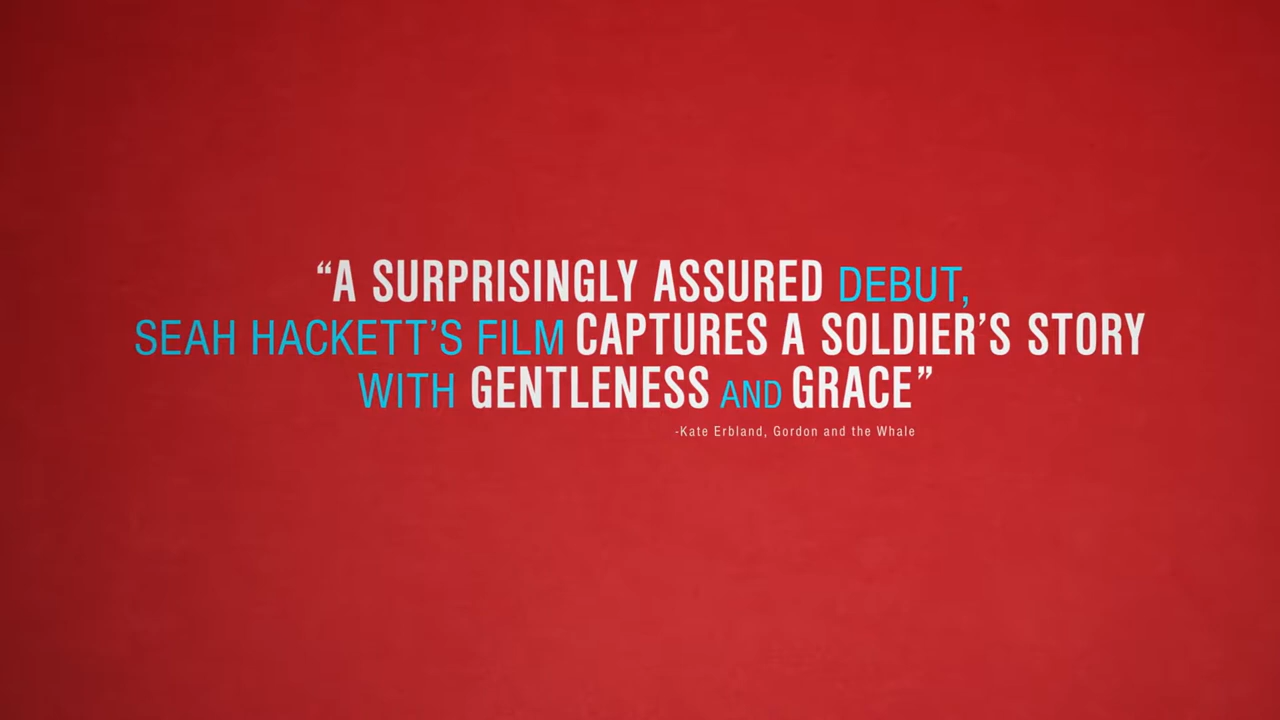 “A SURPRISINGLY ASSURED DEBUT,
SEAH HACKETT’S FILM CAPTURES A SOLDIER’S STORY
WITH GENTLENESS AND GRACE”
-Kate Erbland, Gordon and the Whale